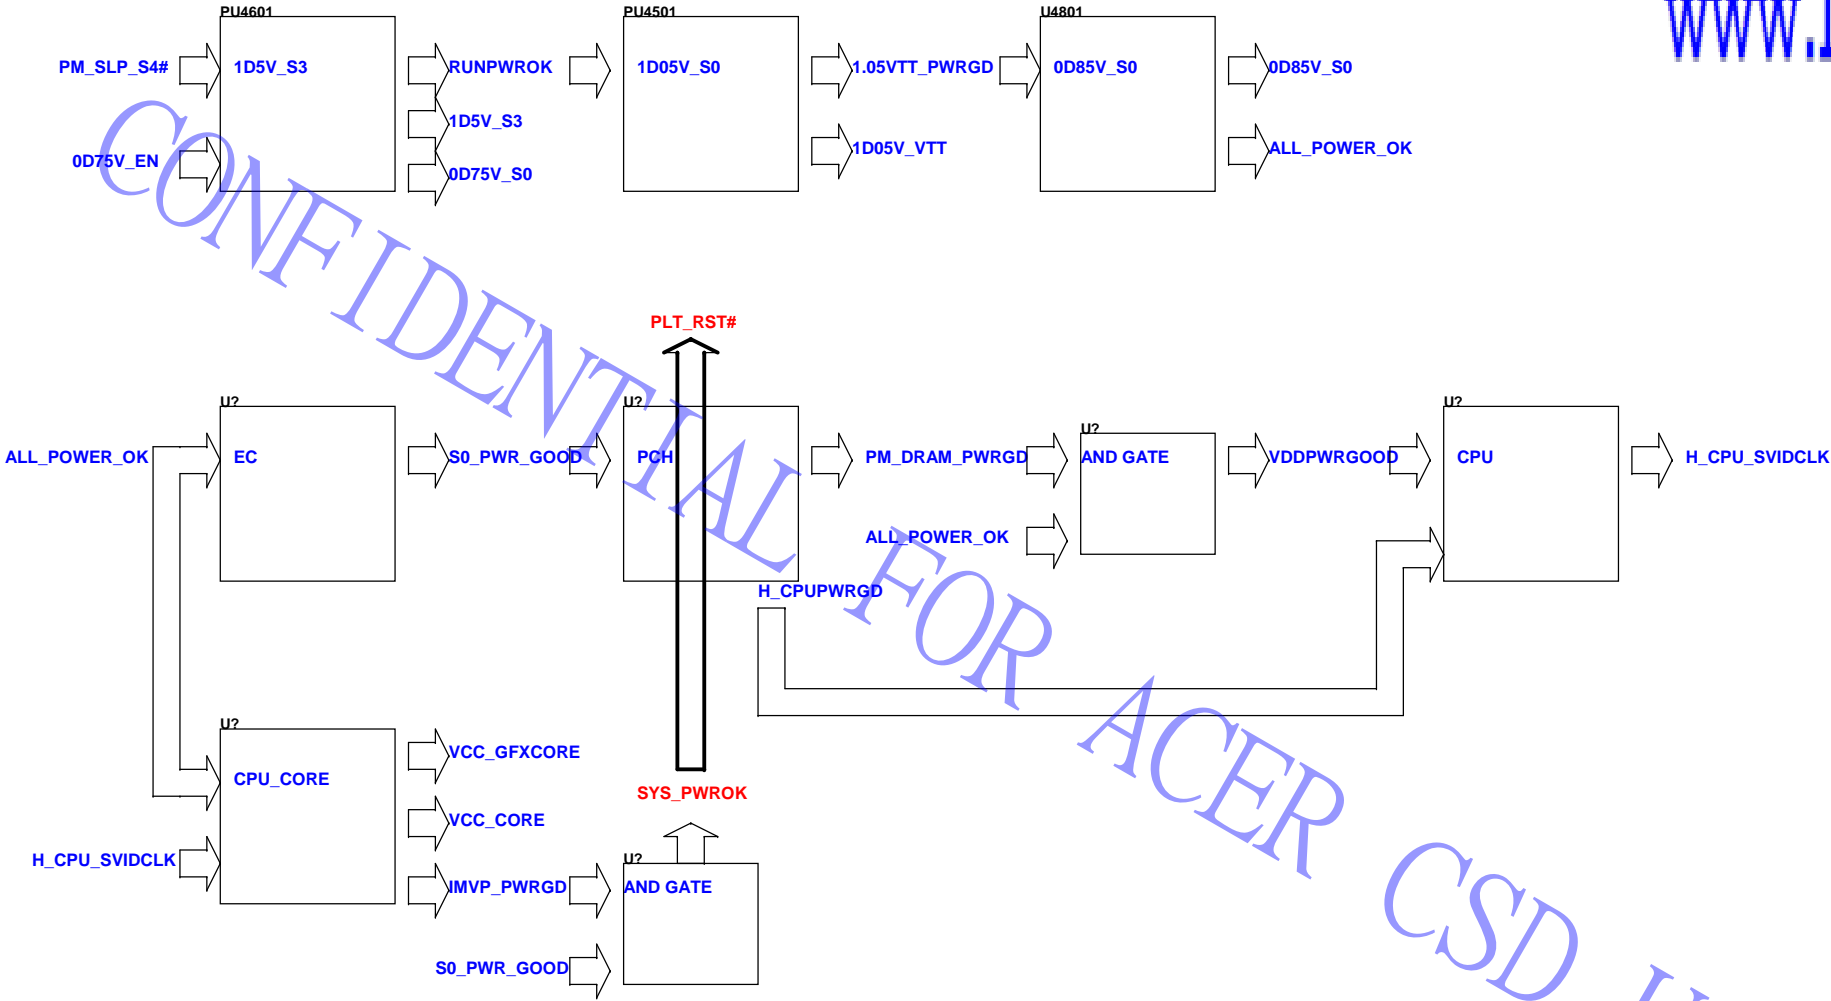 PU4601
PU4501
U4801
WWW.
PM_SLP_S4#
1D5V_S3
RUNPWROK
1D05V_S0
1.05VTT_PWRGD
0D85V_S0
0D85V_S0
1D5V_S3
0D75V_EN
0D75V_S0
1D05V_VTT
ALL_POWER_OK
PLT_RST#
U?
U?
U?
U?
ALL_POWER_OK
EC
S0_PWR_GOOD
PCH
PM_DRAM_PWRGD
AND GATE
VDDPWRGOOD
CPU
H_CPU_SVIDCLK
ALL_POWER_OK
H_CPUPWRGD
U?
VCC_GFXCORE
CPU_CORE
SYS_PWROK
VCC_CORE
H_CPU_SVIDCLK
U?
IMVP_PWRGD
AND GATE
S0_PWR_GOOD
CONFIDENTIAL FOR ACER CSD